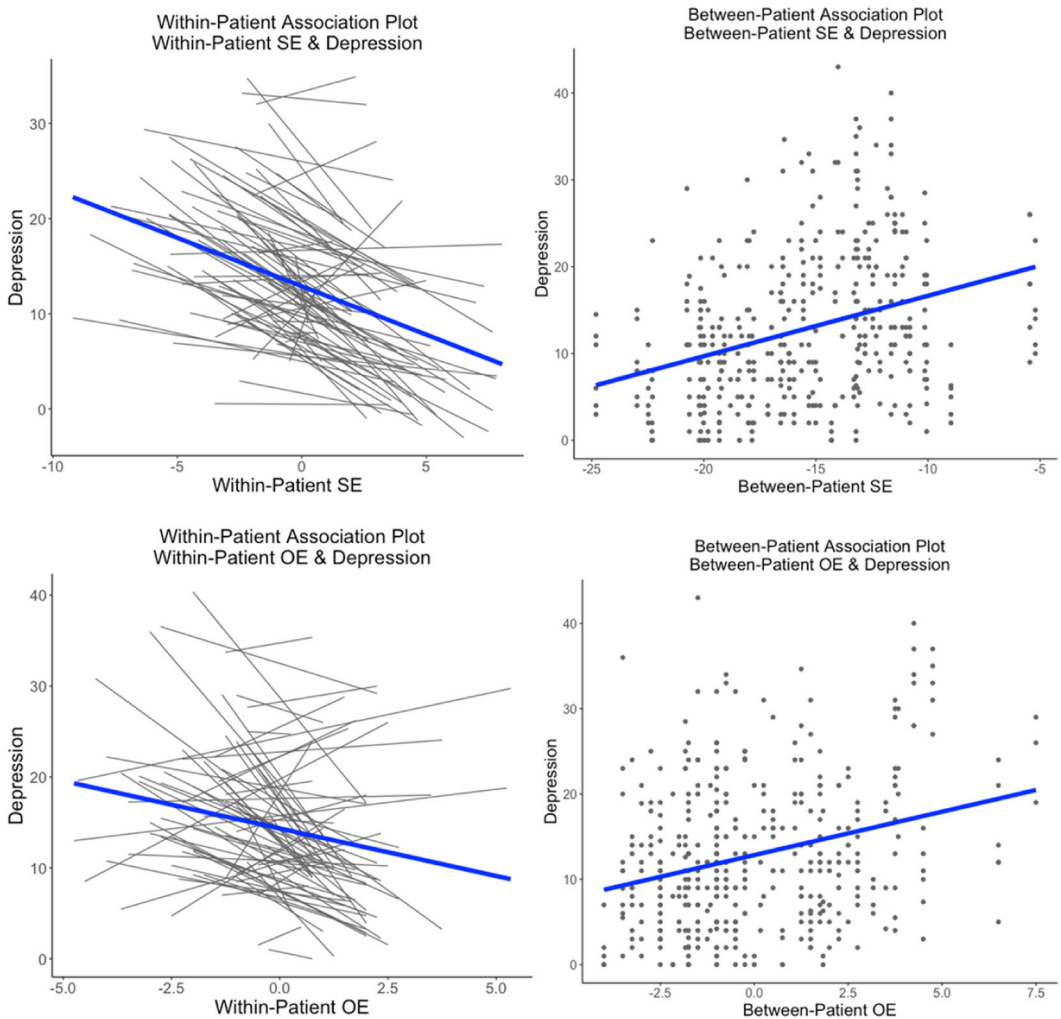 Within-Patient Association Plot
Within-Patient SE & Depression
Depression
30
20
10
0
-10
-5
0
5
Within-Patient SE
Between-Patient Association Plot
Between-Patient SE & Depression
Depression
40
30
20
10
0
-25
-20
-15
-10
-5
Between-Patient SE
Within-Patient Association Plot
Within-Patient OE & Depression
Depression
40
30
20
10
0
-5.0
-2.5
0.0
2.5
5.0
Within-Patient OE
Between-Patient Association Plot
Between-Patient OE & Depression
Depression
40
30
20
10
0
-2.5
0.0
2.5
5.0
7.5
Between-Patient OE